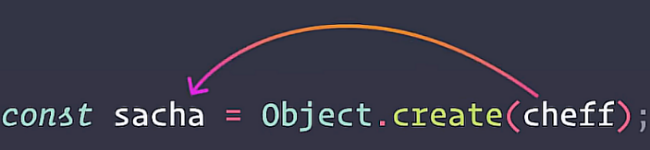 const sacha = Object.create(cheff);